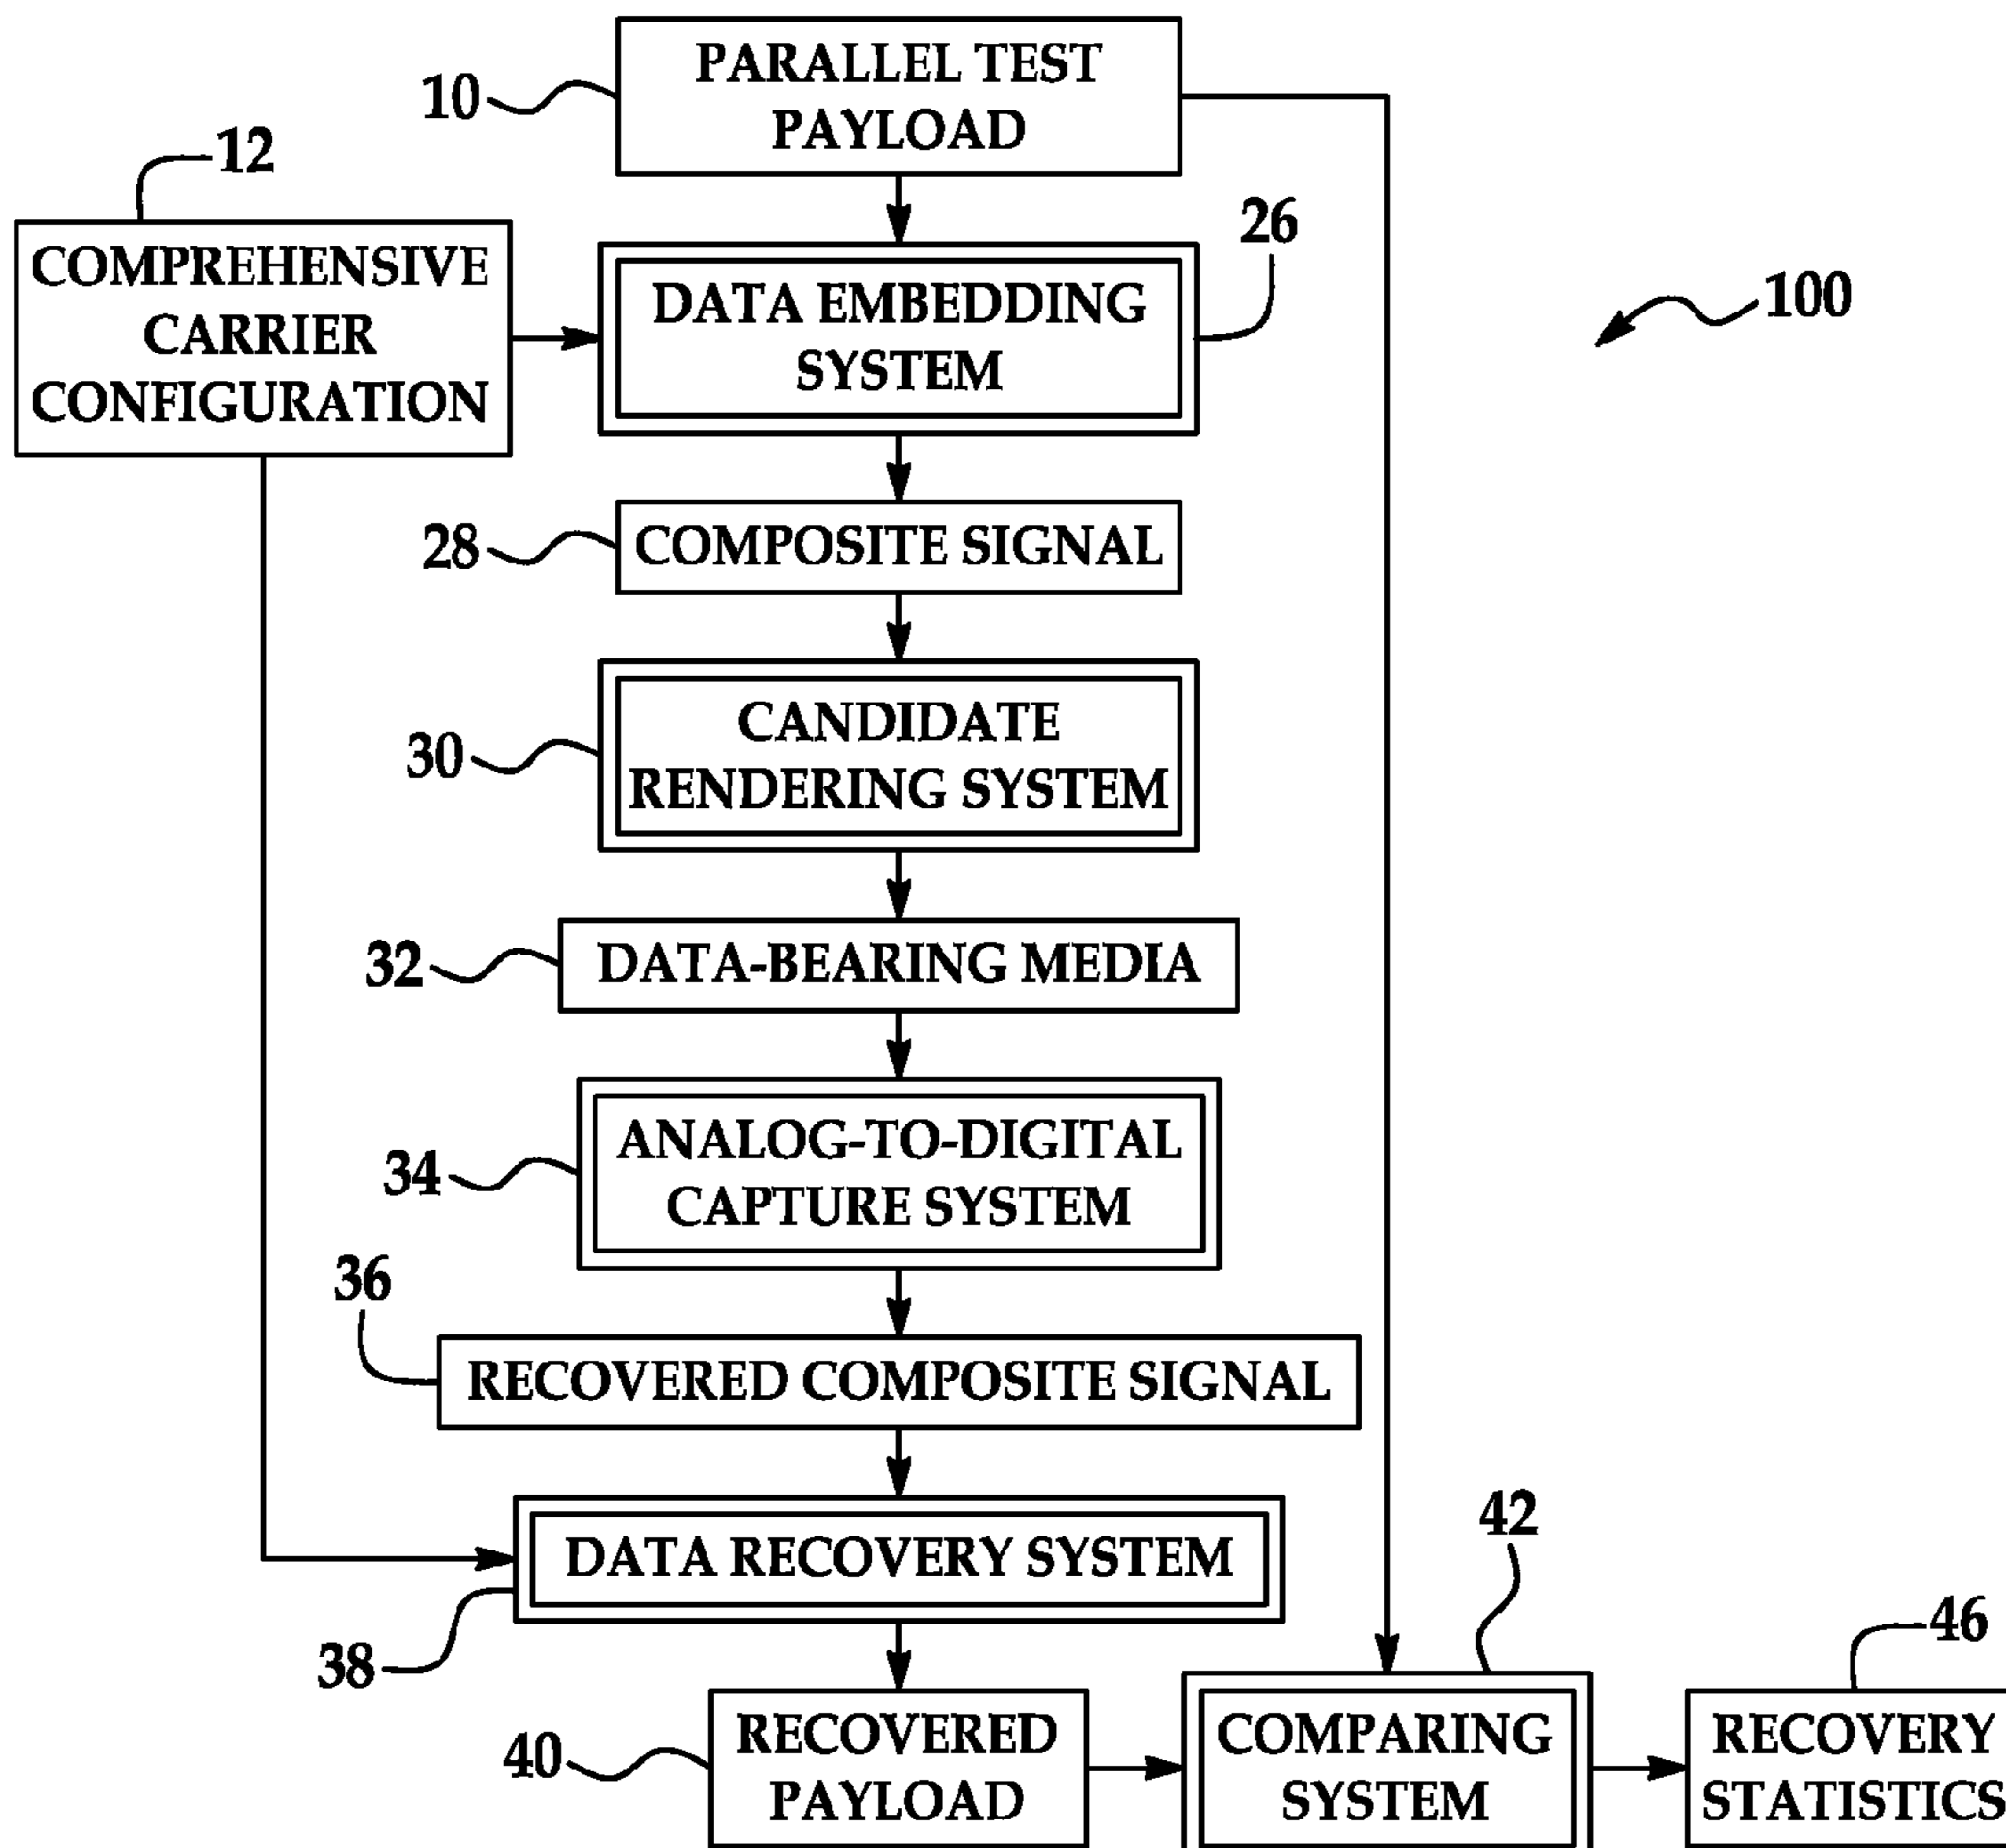 PARALLEL TEST
PAYLOAD
10
12
COMPREHENSIVE
CARRIER
CONFIGURATION
26
DATA EMBEDDING
SYSTEM
100
28
COMPOSITE SIGNAL
30
CANDIDATE
RENDERING SYSTEM
32
DATA-BEARING MEDIA
34
ANALOG-TO-DIGITAL
CAPTURE SYSTEM
36
RECOVERED COMPOSITE SIGNAL
38
DATA RECOVERY SYSTEM
42
46
40
RECOVERED
PAYLOAD
COMPARING
SYSTEM
RECOVERY
STATISTICS